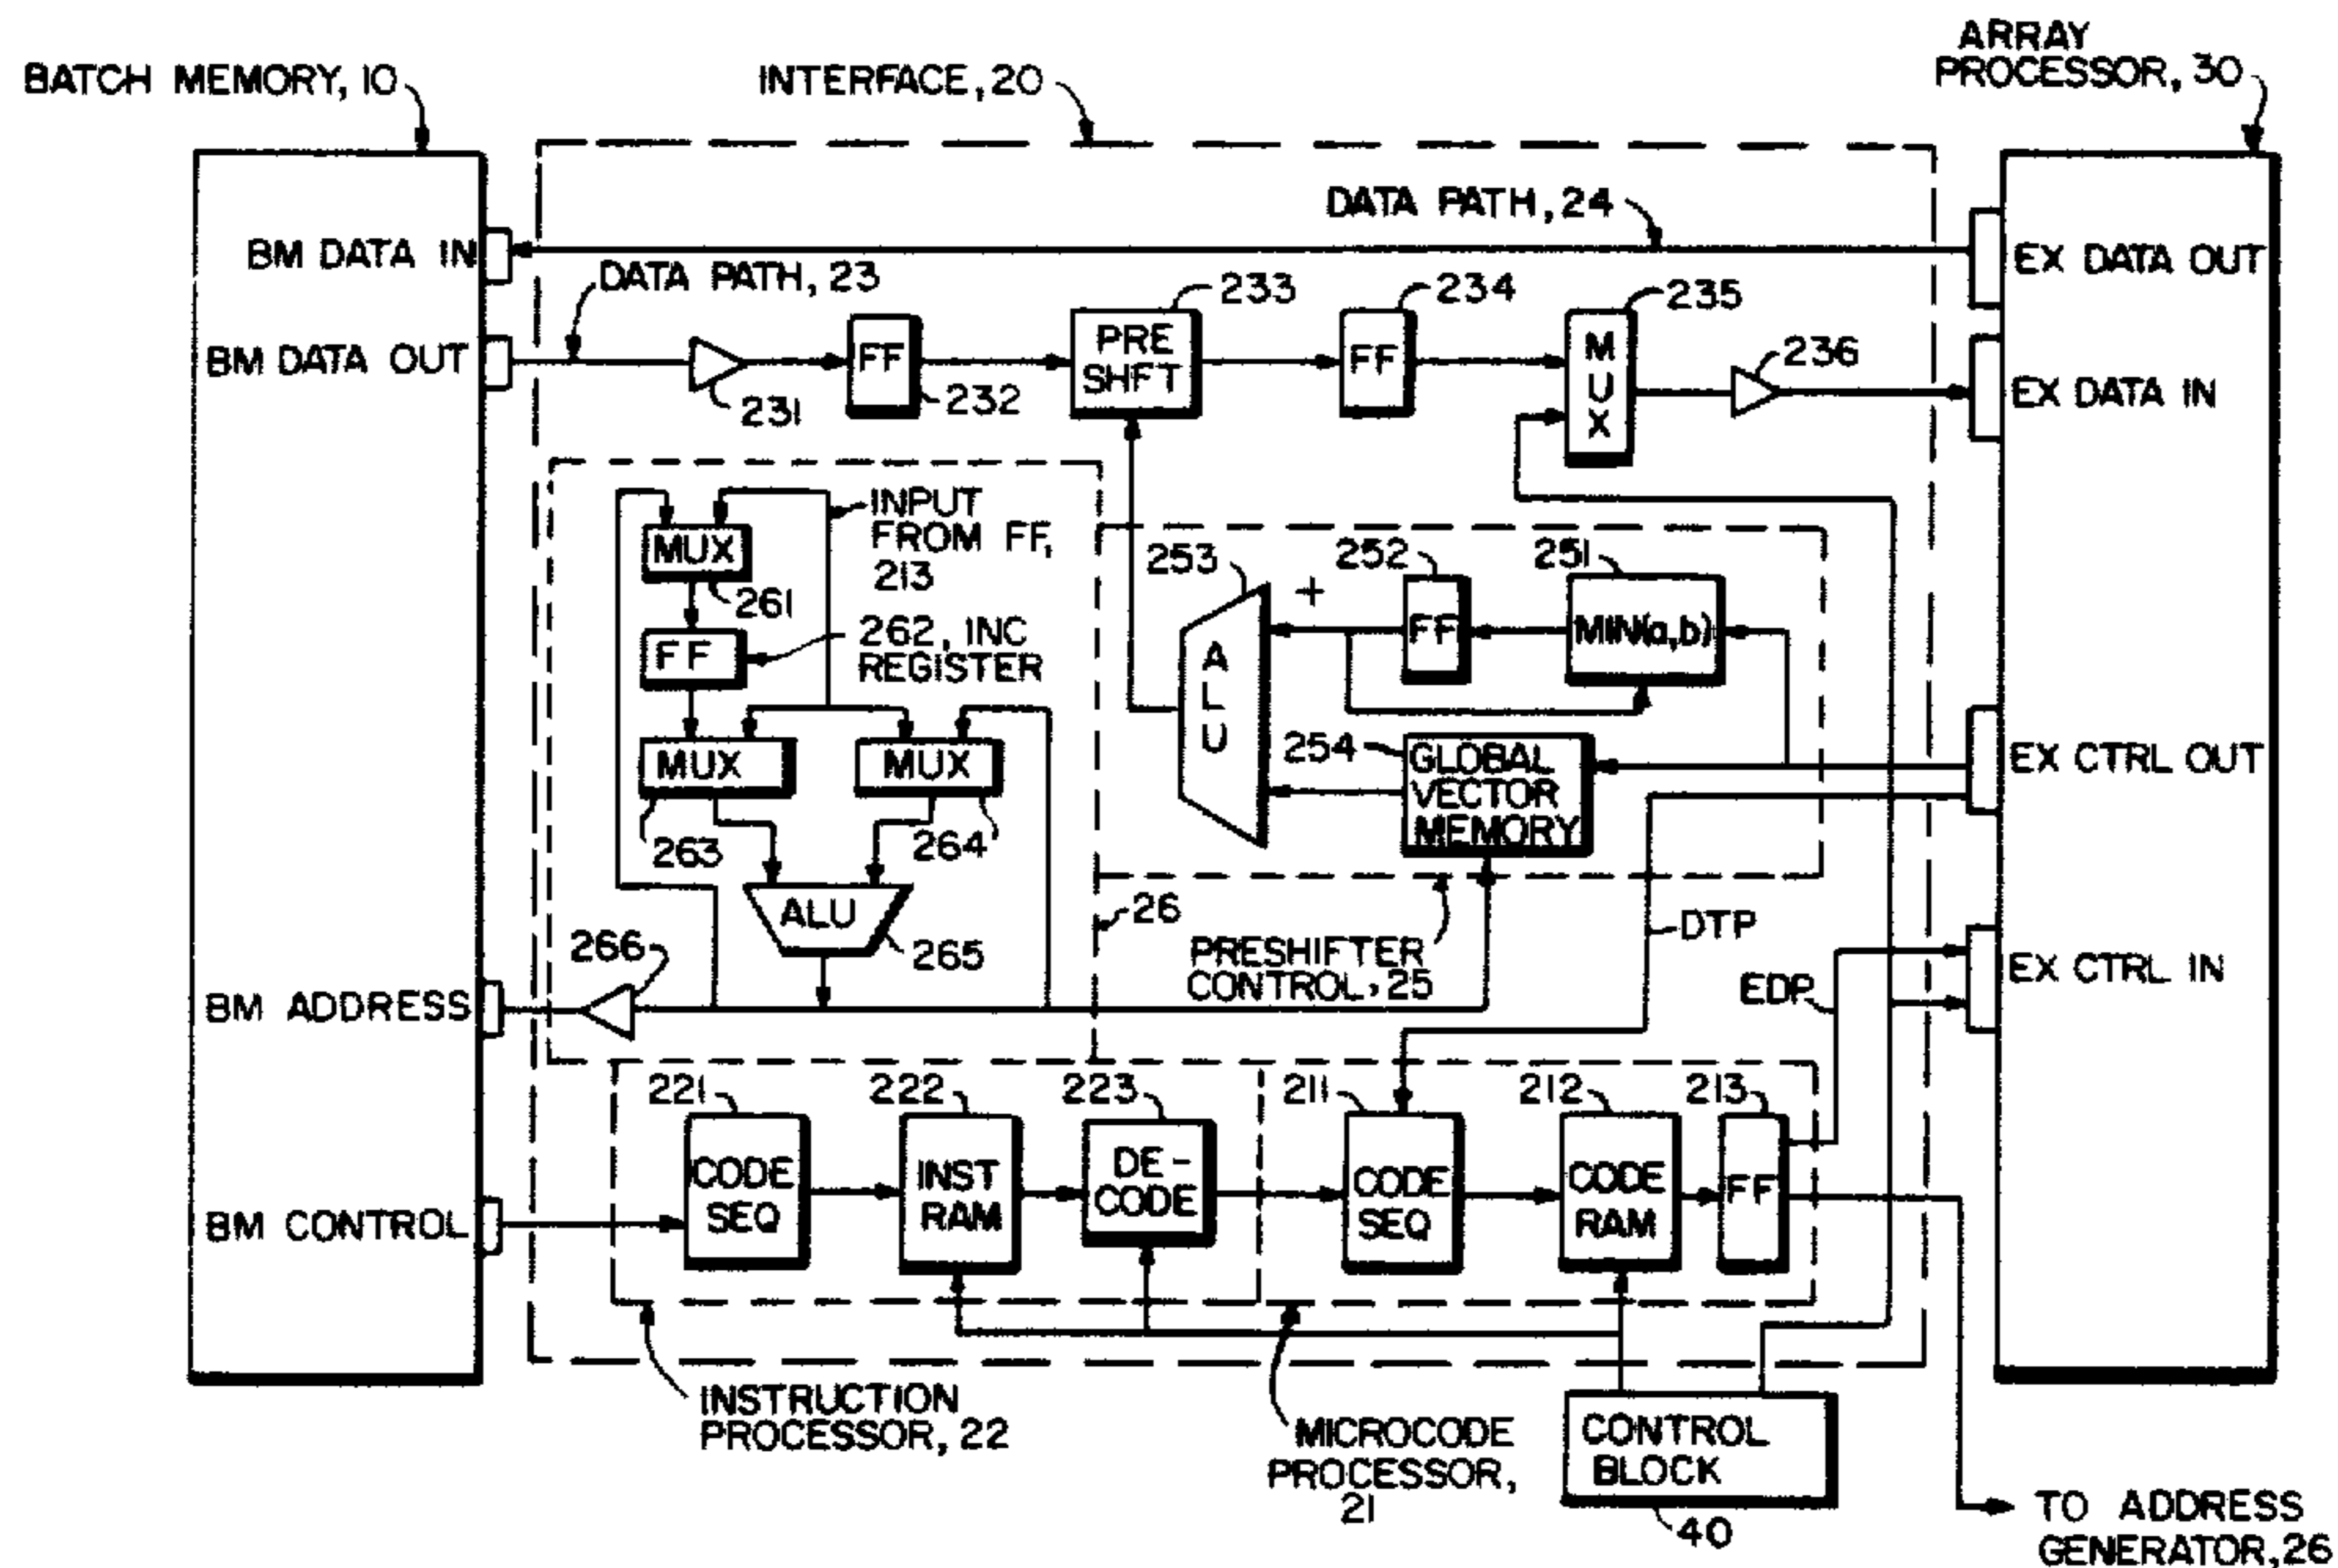 ARRAY
PROCESSOR, 30
BATCH MEMORY, 10
INTERFACE, 20
DATA PATH, 24
BM DATA IN
EX DATA OUT
DATA PATH, 23
233
234
235
BM DATA OUT
FF
PRE
SHFT
FF
M
U
X
236
EX DATA IN
231
232
INPUT
FROM FF,
213
MUX
261
253
+
252
251
262, INC
REGISTER
FF
A
L
U
FF
MIN(a,b)
254
GLOBAL
VECTOR
MEMORY
EX CTRL OUT
MUX
MUX
263
264
ALU
265
26
PRESHIFTER
CONTROL, 25
DTP
EX CTRL IN
266
EDP
BM ADDRESS
221
222
223
211
212
213
CODE
SEQ
INST
RAM
DE-
CODE
CODE
SEQ
CODE
RAM
FF
BM CONTROL
INSTRUCTION
PROCESSOR, 22
MICROCODE
PROCESSOR,
21
CONTROL
BLOCK
40
TO ADDRESS
GENERATOR, 26